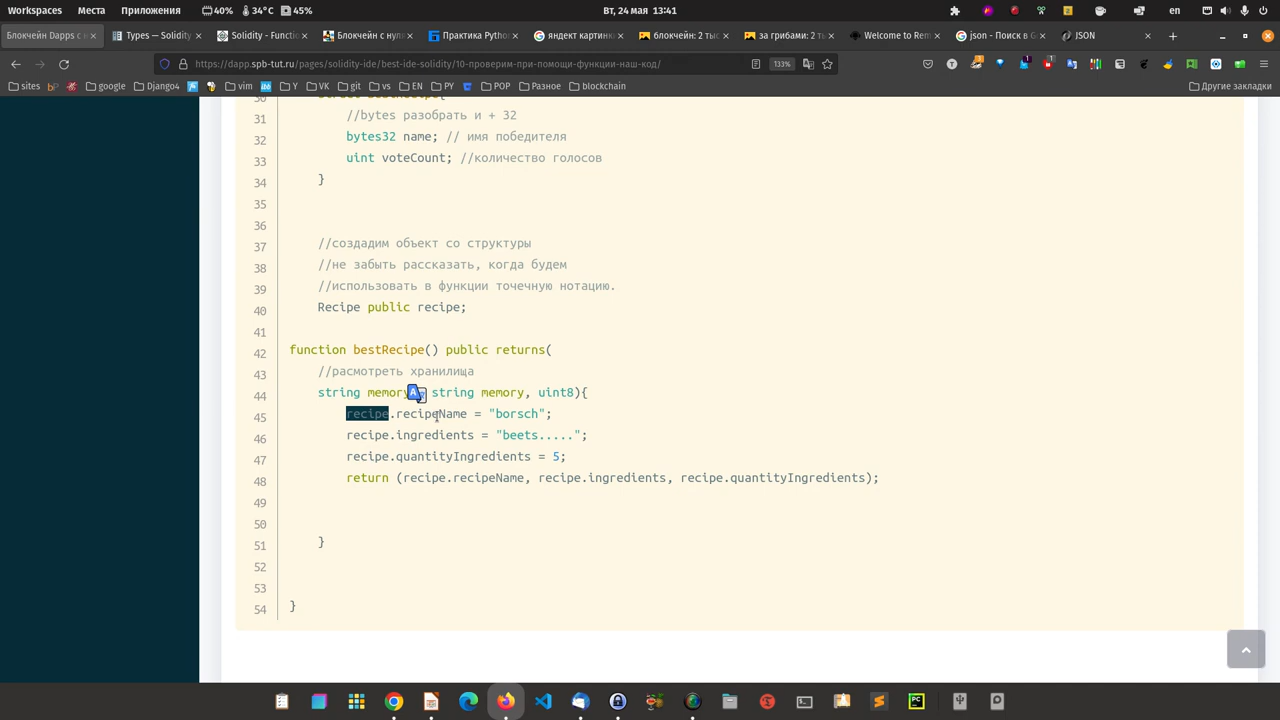 Workspaces Места Приложения 40% 34°C 45% ВТ, 24 мая 13:41 en
Блокчейн Dapps с н Types — Solidity Solidity - Functio Блокчейн с нул Практика Python яндект картинк блокчейн: 2 ты за грибами: 2 ть Welcome to Rem json - Поиск в G JSON
https://dapp.spb-tut.ru/pages/solidity-ide/best-ide-solidity/10-проверим-при-помощи-функции-наш-код/ 133%
sites google Django4 vim Y VK git vs EN PY POP Разное blockchain Другие закладки
30
31 //bytes разобрать и + 32
32 bytes32 name; // имя победителя
33 uint voteCount; //количество голосов
34 }
35
36
37 //создадим объект со структуры
38 //не забыть рассказать, когда будем
39 //использовать в функции точечную нотацию.
40 Recipe public recipe;
41
42 function bestRecipe() public returns(
43 //расмотреть хранилища
44 string memory string memory, uint8){
45 recipe.recipeName = "borsch";
46 recipe.ingredients = "beets.....";
47 recipe.quantityIngredients = 5;
48 return (recipe.recipeName, recipe.ingredients, recipe.quantityIngredients);
49
50
51 }
52
53
54 }